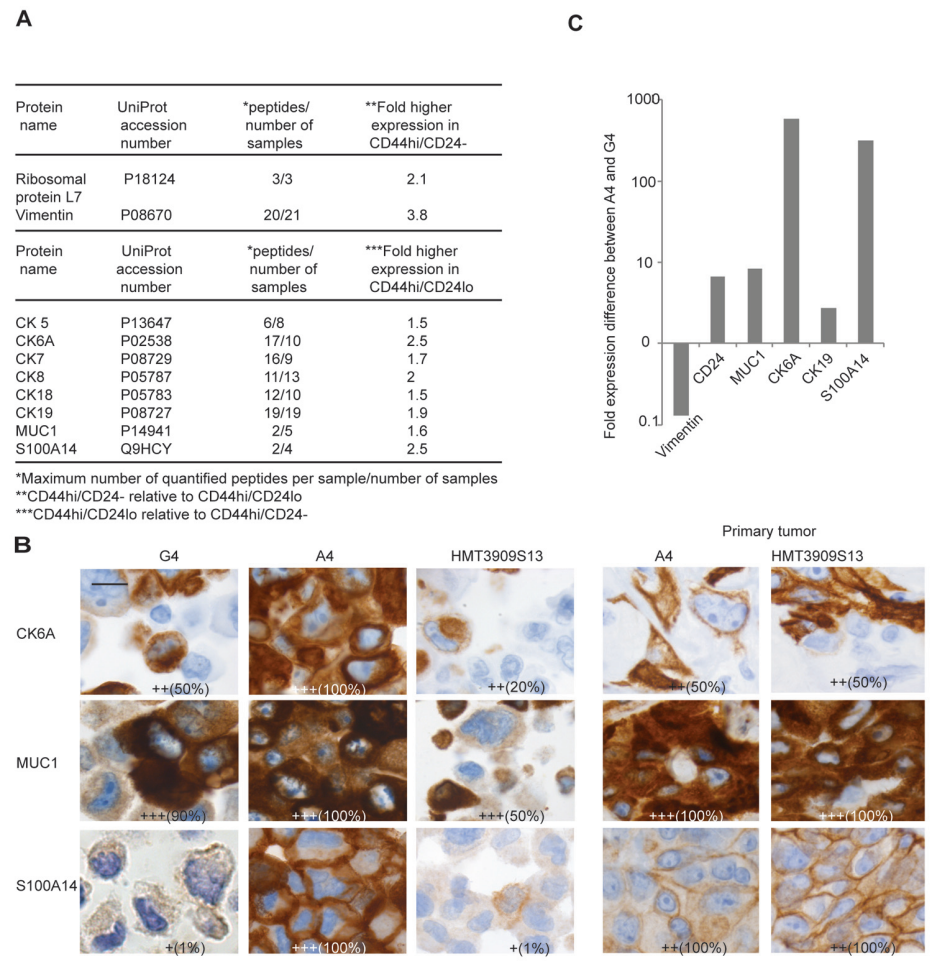 A
Protein name UniProt accession number *peptides/ number of samples **Fold higher expression in CD44hi/CD24-
Ribosomal protein L7 P18124 3/3 2.1
Vimentin P08670 20/21 3.8
Protein name UniProt accession number *peptides/ number of samples ***Fold higher expression in CD44hi/CD24lo
CK 5 P13647 6/8 1.5
CK6A P02538 17/10 2.5
CK7 P08729 16/9 1.7
CK8 P05787 11/13 2
CK18 P05783 12/10 1.5
CK19 P08727 19/19 1.9
MUC1 P14941 2/5 1.6
S100A14 Q9HCY 2/4 2.5
*Maximum number of quantified peptides per sample/number of samples
**CD44hi/CD24- relative to CD44hi/CD24lo
***CD44hi/CD24lo relative to CD44hi/CD24-
C
Fold expression difference between A4 and G4
1000
100
10
0
0.1
Vimentin
CD24
MUC1
CK6A
CK19
S100A14
B
Primary tumor
G4 A4 HMT3909S13 A4 HMT3909S13
CK6A
++(50%) +++(100%) ++(20%) ++(50%) ++(50%)
MUC1
+++(90%) +++(100%) +++(50%) +++(100%) +++(100%)
S100A14
+(1%) +++(100%) +(1%) ++(100%) ++(100%)